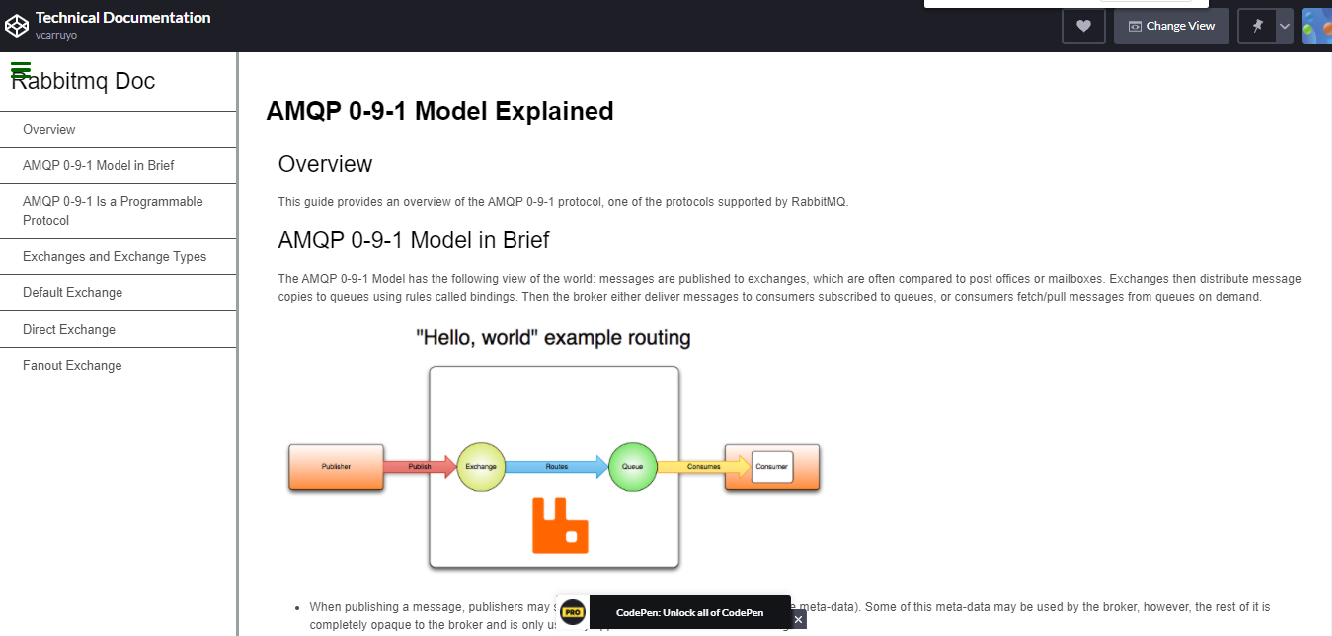 Technical Documentation
vcarruyo
Change View
Rabbitmq Doc
Overview
AMQP 0-9-1 Model in Brief
AMQP 0-9-1 Is a Programmable
Protocol
Exchanges and Exchange Types
Default Exchange
Direct Exchange
Fanout Exchange
AMQP 0-9-1 Model Explained
Overview
This guide provides an overview of the AMQP 0-9-1 protocol, one of the protocols supported by RabbitMQ.
AMQP 0-9-1 Model in Brief
The AMQP 0-9-1 Model has the following view of the world: messages are published to exchanges, which are often compared to post offices or mailboxes. Exchanges then distribute message
copies to queues using rules called bindings. Then the broker either deliver messages to consumers subscribed to queues, or consumers fetch/pull messages from queues on demand.
"Hello, world" example routing
Publisher
Publish
Exchange
Routes
Queue
Consumes
Consumer
When publishing a message, publishers may meta-data). Some of this meta-data may be used by the broker, however, the rest of it is
completely opaque to the broker and is only
PRO
CodePen: Unlock all of CodePen